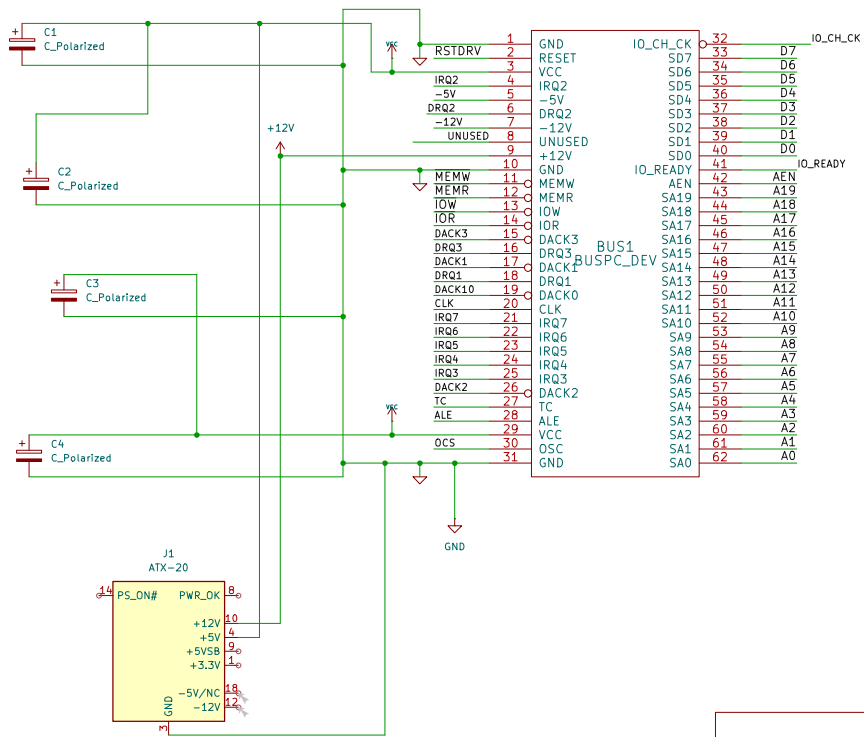 C1
C_Polarized
+
C2
C_Polarized
+
C3
C_Polarized
+
C4
C_Polarized
+
VCC
+12V
VCC
GND
RSTDRV
IRQ2
-5V
DRQ2
-12V
UNUSED
MEMW
MEMR
IOW
IOR
DACK3
DRQ3
DACK1
DRQ1
DACK10
CLK
IRQ7
IRQ6
IRQ5
IRQ4
IRQ3
DACK2
TC
ALE
OCS
1 GND
2 RESET
3 VCC
4 IRQ2
5 -5V
6 DRQ2
7 -12V
8 UNUSED
9 +12V
10 GND
11 MEMW
12 MEMR
13 IOW
14 IOR
15 DACK3
16 DRQ3
17 DACK1
18 DRQ1
19 DACK0
20 CLK
21 IRQ7
22 IRQ6
23 IRQ5
24 IRQ4
25 IRQ3
26 DACK2
27 TC
28 ALE
29 VCC
30 OSC
31 GND
BUS1
BUSPC_DEV
IO_CH_CK 32 IO_CH_CK
SD7 33 D7
SD6 34 D6
SD5 35 D5
SD4 36 D4
SD3 37 D3
SD2 38 D2
SD1 39 D1
SD0 40 D0
IO_READY 41 IO_READY
AEN 42 AEN
SA19 43 A19
SA18 44 A18
SA17 45 A17
SA16 46 A16
SA15 47 A15
SA14 48 A14
SA13 49 A13
SA12 50 A12
SA11 51 A11
SA10 52 A10
SA9 53 A9
SA8 54 A8
SA7 55 A7
SA6 56 A6
SA5 57 A5
SA4 58 A4
SA3 59 A3
SA2 60 A2
SA1 61 A1
SA0 62 A0
J1
ATX-20
14 PS_ON#
PWR_OK 8
+12V 10
+5V 4
+5VSB 9
+3.3V 1
-5V/NC 18
-12V 12
GND 3